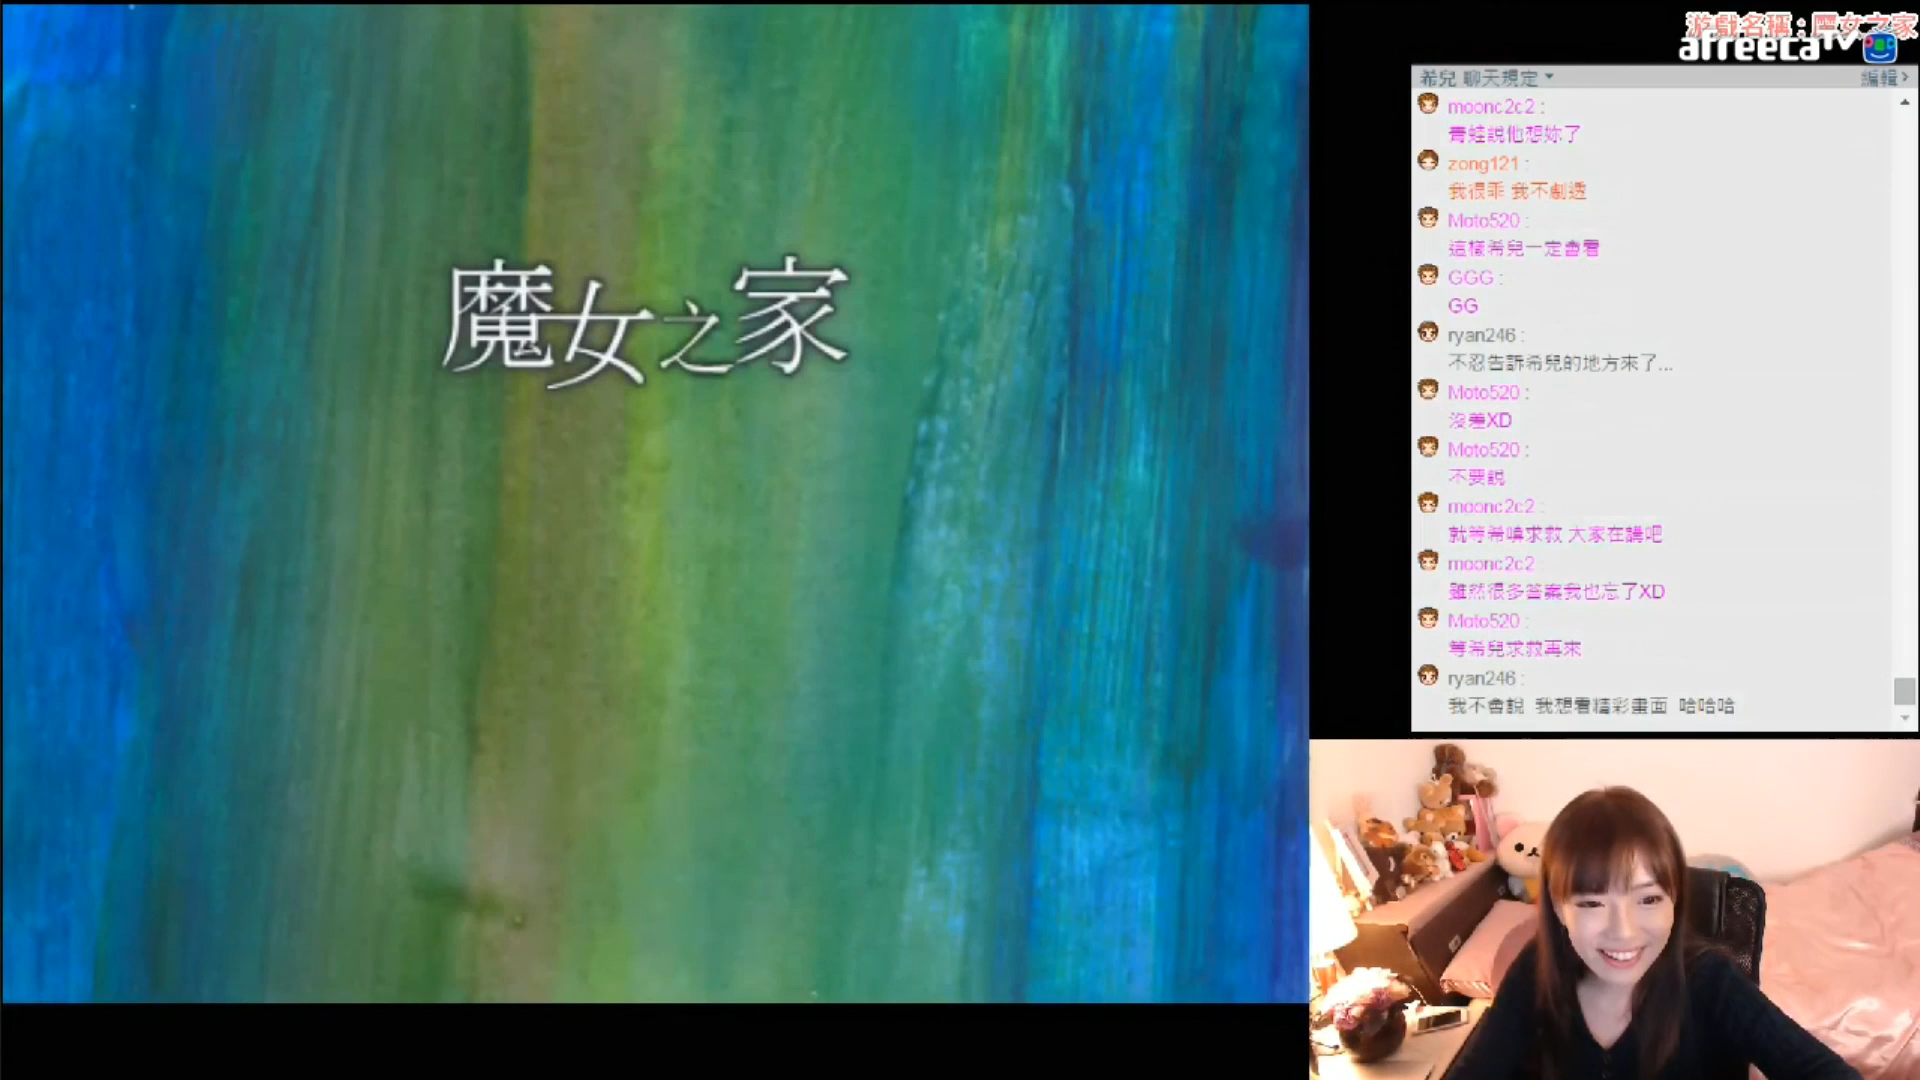 魔女之家
游戲名稱：魔女之家
afreecaTV
希兒 聊天規定
編輯
moonc2c2 :
青蛙說他想妳了
zong121 :
我很乖 我不劇透
Moto520 :
這樣希兒一定會看
GGG :
GG
ryan246 :
不忍告訴希兒的地方來了...
Moto520 :
沒差XD
Moto520 :
不要說
moonc2c2 :
就等希喚求救 大家在講吧
moonc2c2 :
雖然很多答案我也忘了XD
Moto520 :
等希兒求救再來
ryan246 :
我不會說 我想看精彩畫面 哈哈哈